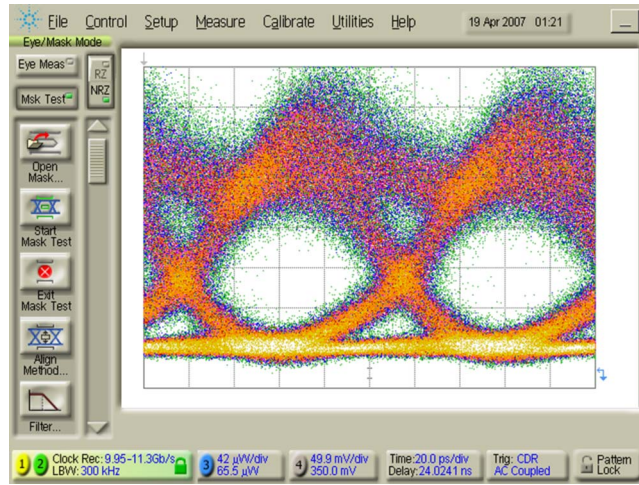 File Control Setup Measure Calibrate Utilities Help 19 Apr 2007 01:21
Eye/Mask Mode
Eye Meas
RZ
NRZ
Msk Test
Open
Mask...
Start
Mask Test
Exit
Mask Test
Align
Method...
Filter...
1 2 Clock Rec: 9.95-11.3Gb/s
LBW: 300 kHz
3 42 µW/div
65.5 µW
4 49.9 mV/div
350.0 mV
Time:20.0 ps/div
Delay:24.0241 ns
Trig: CDR
AC Coupled
Pattern
Lock